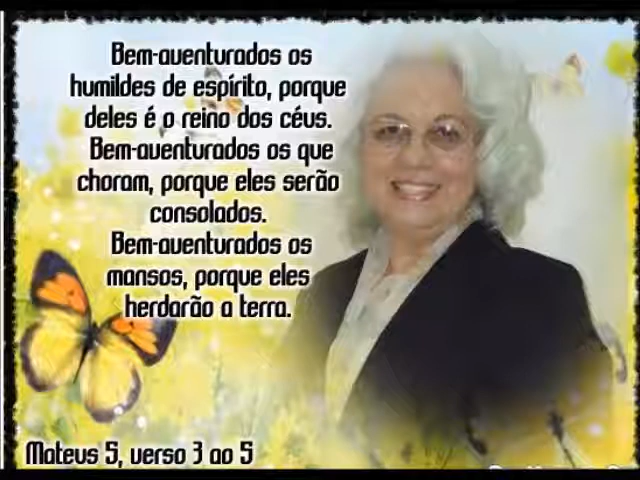 Bem-aventurados os
humildes de espírito, porque
deles é o reino dos céus.
Bem-aventurados os que
choram, porque eles serão
consolados.
Bem-aventurados os
mansos, porque eles
herdarão a terra.
Mateus 5, verso 3 ao 5